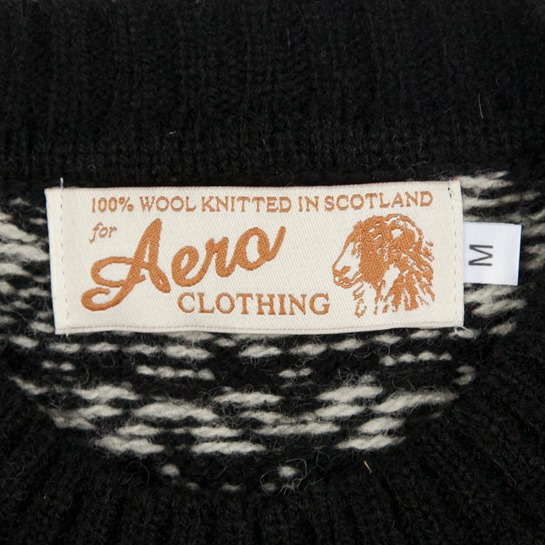 100% WOOL KNITTED IN SCOTLAND
for Aero
CLOTHING
M